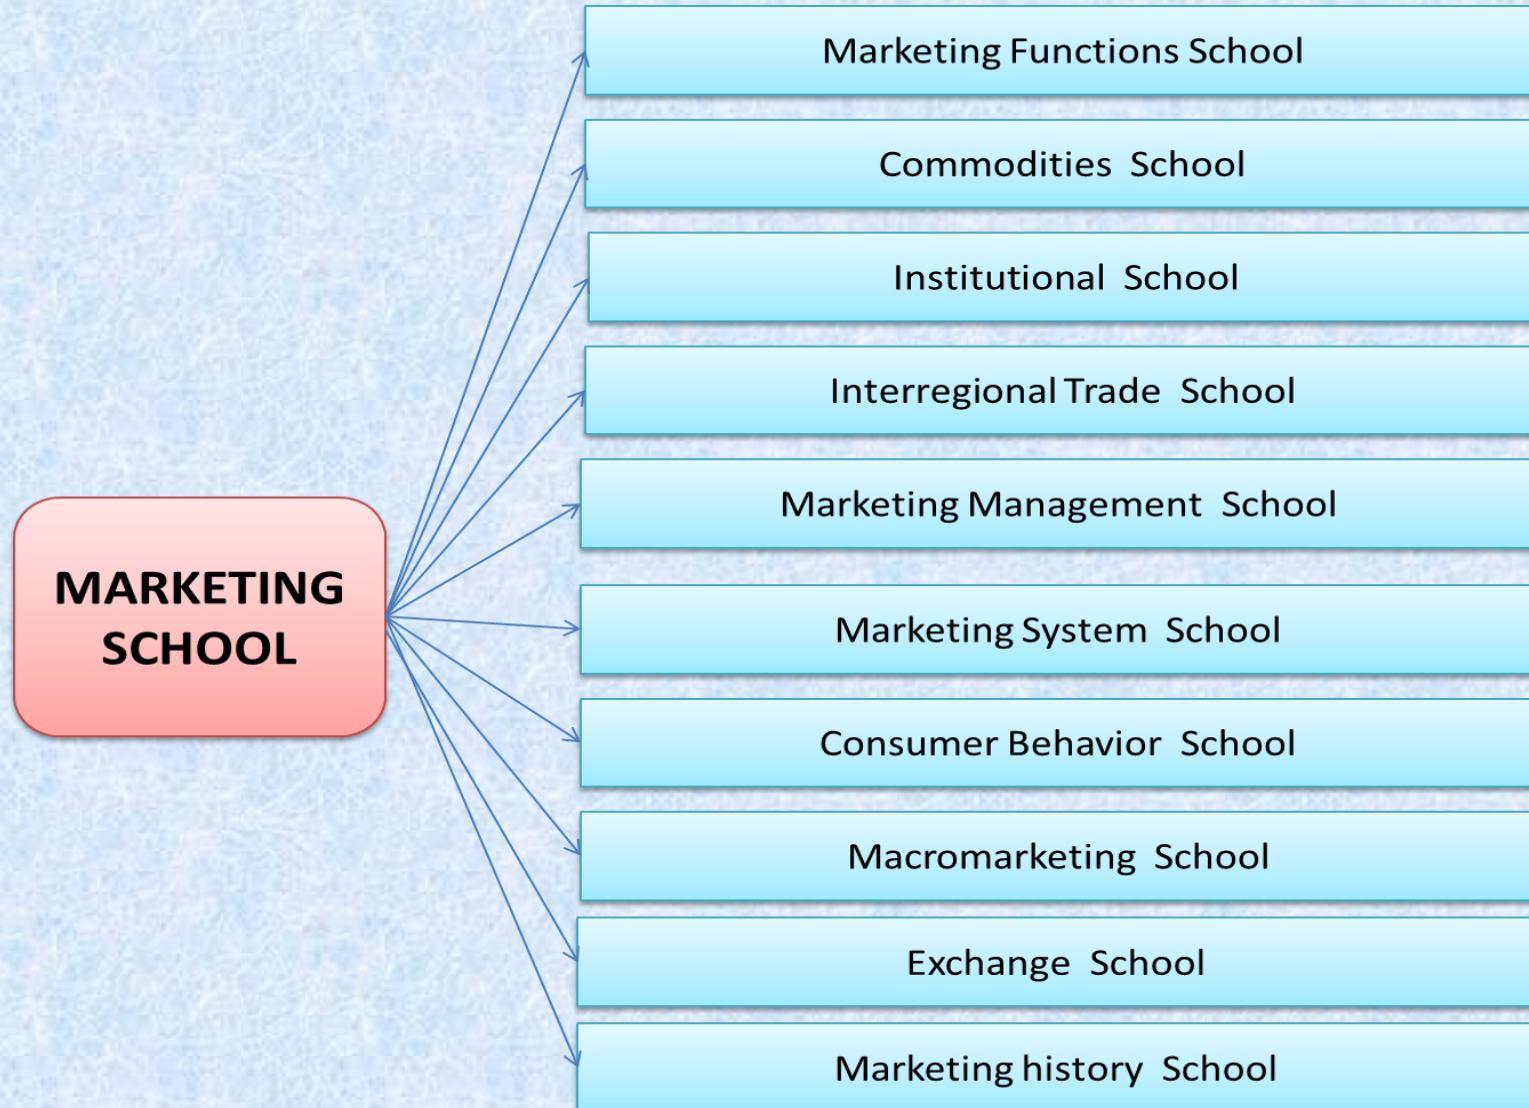 Marketing Functions School
Commodities School
Institutional School
Interregional Trade School
Marketing Management School
MARKETING
SCHOOL
Marketing System School
Consumer Behavior School
Macromarketing School
Exchange School
Marketing history School